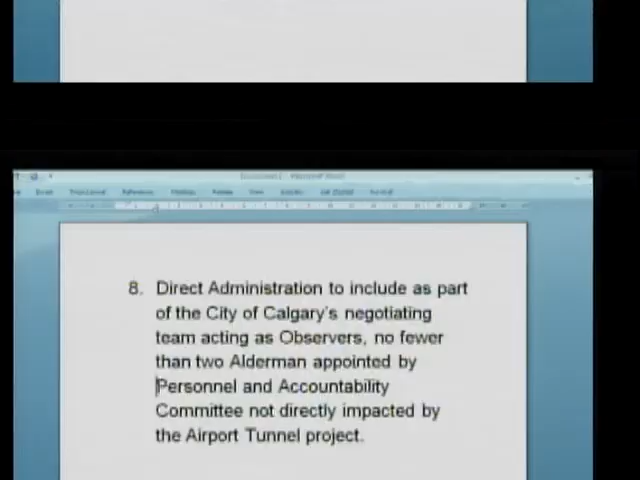 8. Direct Administration to include as part
of the City of Calgary's negotiating
team acting as Observers, no fewer
than two Alderman appointed by
Personnel and Accountability
Committee not directly impacted by
the Airport Tunnel project.